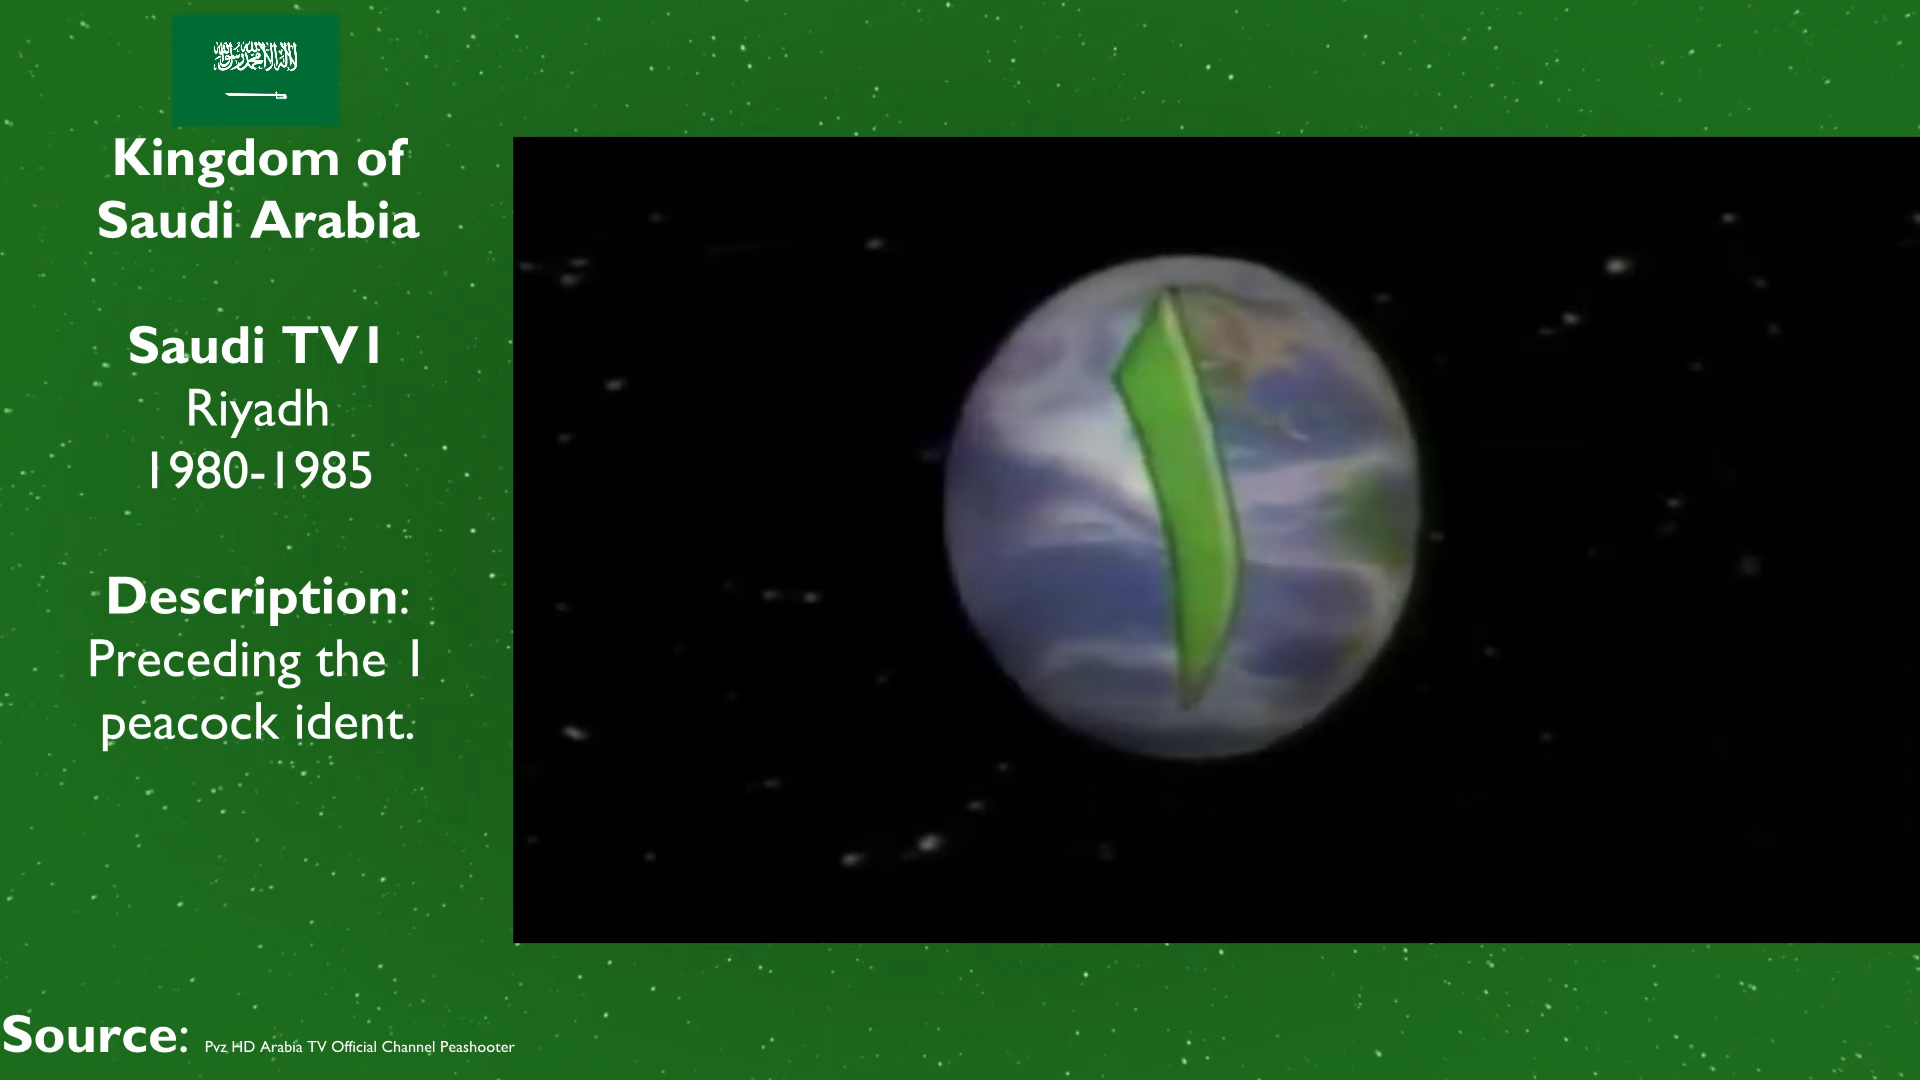 Kingdom of
Saudi Arabia
Saudi TV1
Riyadh
1980-1985
Description:
Preceding the 1
peacock ident.
١
Source: Pvz HD Arabia TV Official Channel Peashooter